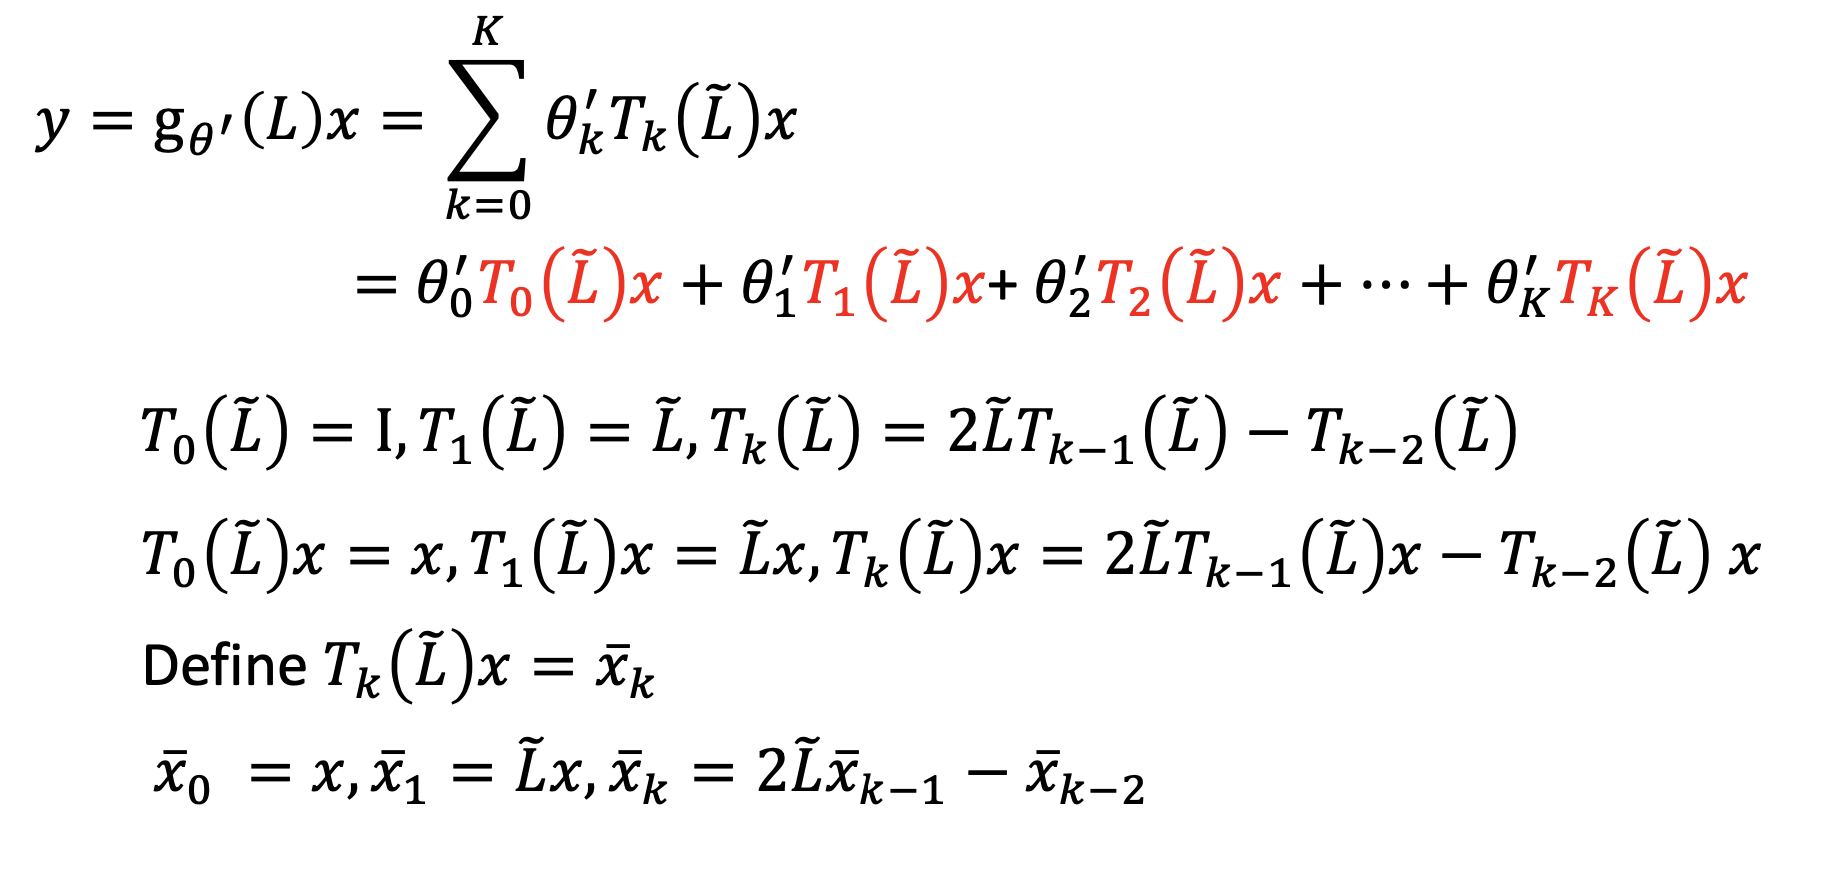 y = g_θ′(L)x = ∑_{k=0}^{K} θ′_k T_k(L̃)x
= θ′_0 T_0(L̃)x + θ′_1 T_1(L̃)x + θ′_2 T_2(L̃)x + ⋯ + θ′_K T_K(L̃)x
T_0(L̃) = I, T_1(L̃) = L̃, T_k(L̃) = 2L̃T_{k−1}(L̃) − T_{k−2}(L̃)
T_0(L̃)x = x, T_1(L̃)x = L̃x, T_k(L̃)x = 2L̃T_{k−1}(L̃)x − T_{k−2}(L̃) x
Define T_k(L̃)x = x̄_k
x̄_0 = x, x̄_1 = L̃x, x̄_k = 2L̃x̄_{k−1} − x̄_{k−2}